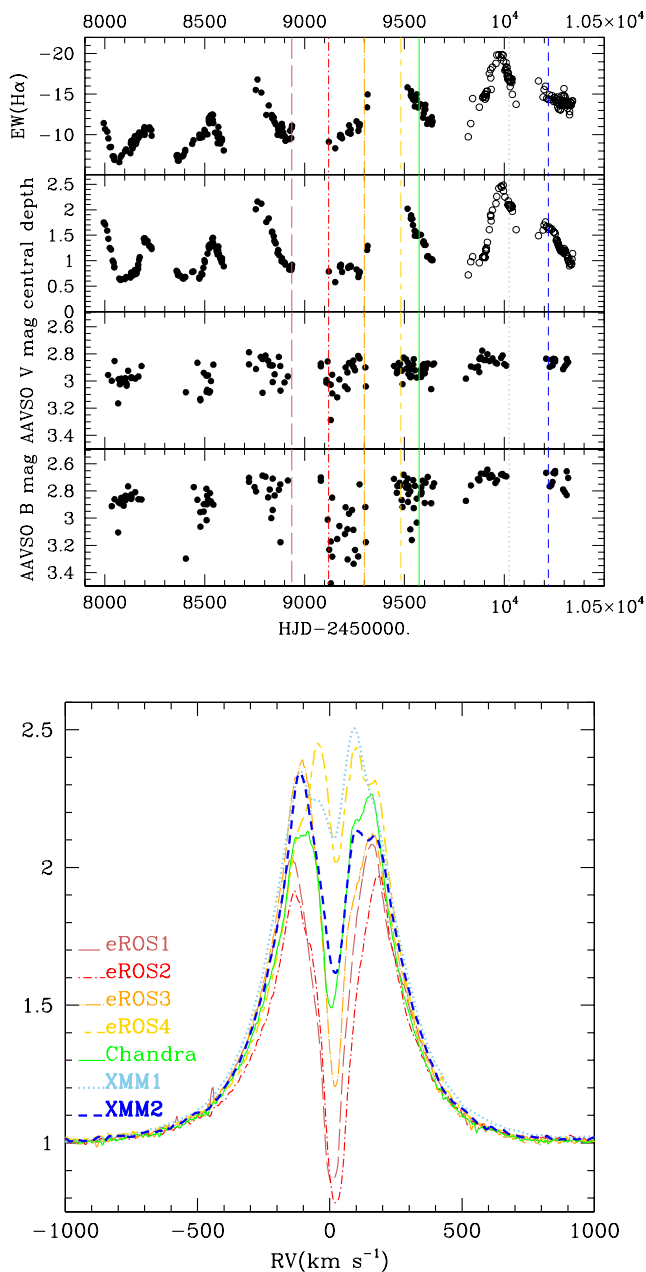 8000 8500 9000 9500 10⁴ 1.05×10⁴
EW(Hα)
−20
−15
−10
central depth
2.5
2
1.5
1
0.5
0
AAVSO V mag
2.6
2.8
3
3.2
3.4
AAVSO B mag
2.6
2.8
3
3.2
3.4
8000 8500 9000 9500 10⁴ 1.05×10⁴
HJD−2450000.
2.5
2
1.5
1
eROS1
eROS2
eROS3
eROS4
Chandra
XMM1
XMM2
−1000 −500 0 500 1000
RV(km s⁻¹)